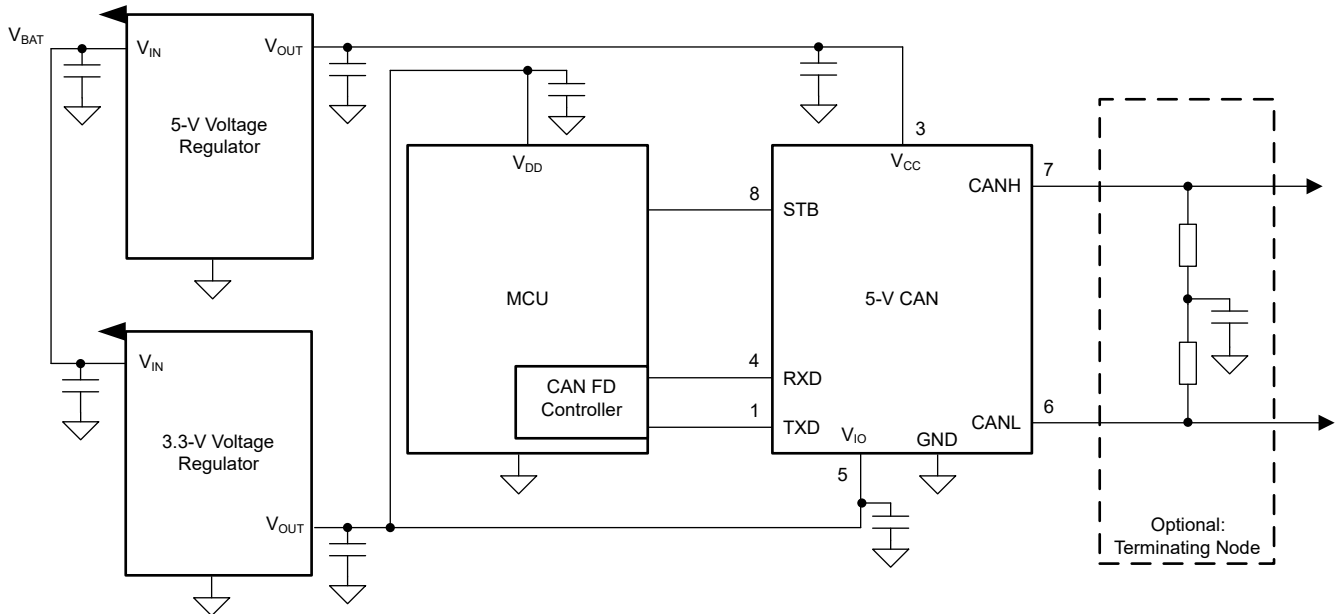 V_BAT
V_IN
V_OUT
5-V Voltage
Regulator
V_IN
3.3-V Voltage
Regulator
V_OUT
V_DD
MCU
CAN FD
Controller
8
4
1
3
V_CC
STB
5-V CAN
RXD
TXD
V_IO
GND
5
CANH
7
CANL
6
Optional:
Terminating Node